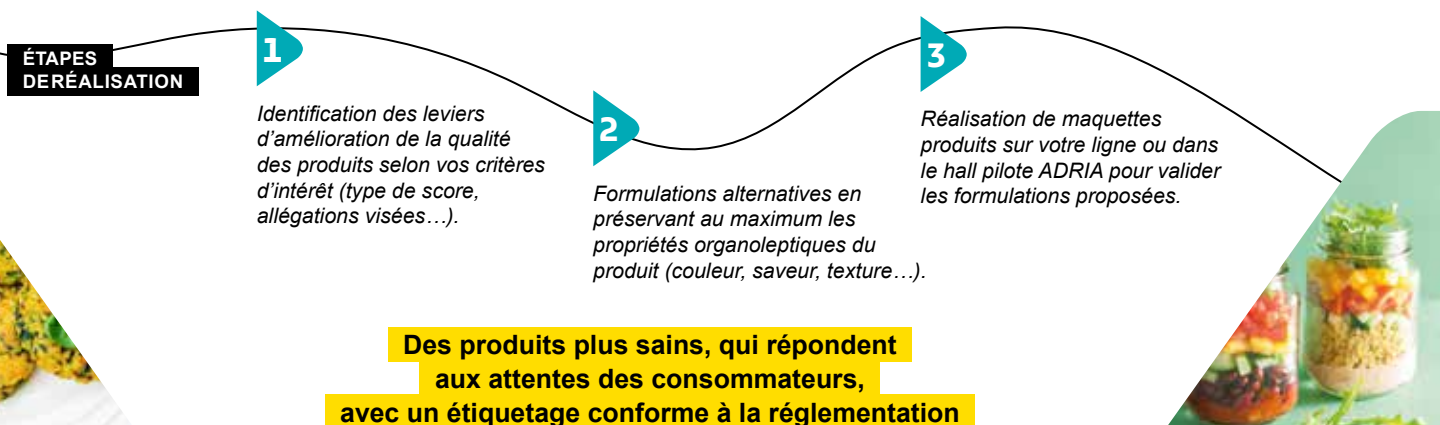 ÉTAPES
DERÉALISATION
1
Identification des leviers
d'amélioration de la qualité
des produits selon vos critères
d'intérêt (type de score,
allégations visées…).
2
Formulations alternatives en
préservant au maximum les
propriétés organoleptiques du
produit (couleur, saveur, texture…).
3
Réalisation de maquettes
produits sur votre ligne ou dans
le hall pilote ADRIA pour valider
les formulations proposées.
Des produits plus sains, qui répondent
aux attentes des consommateurs,
avec un étiquetage conforme à la réglementation